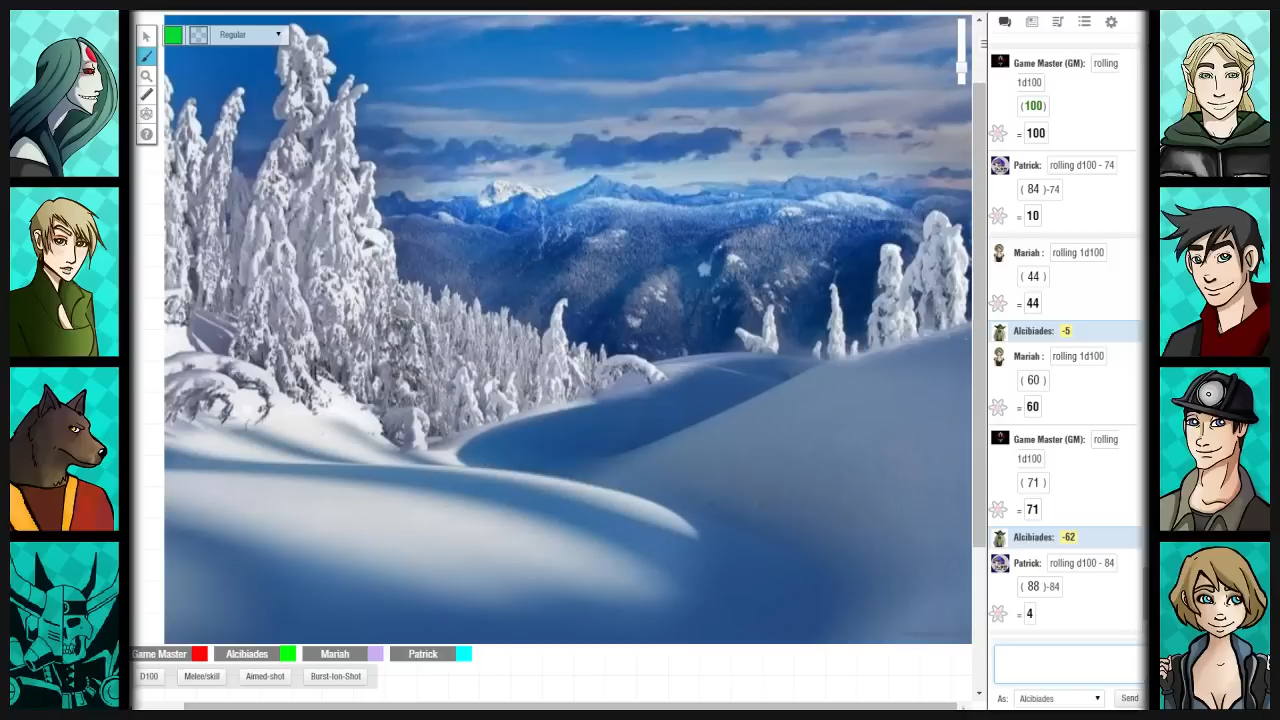 Regular
Game Master (GM): rolling
1d100
(100)
= 100
Patrick: rolling d100 - 74
( 84 )-74
= 10
Mariah : rolling 1d100
( 44 )
= 44
Alcibiades: -5
Mariah : rolling 1d100
( 60 )
= 60
Game Master (GM): rolling
1d100
( 71 )
= 71
Alcibiades: -62
Patrick: rolling d100 - 84
( 88 )-84
= 4
Game Master Alcibiades Mariah Patrick
D100 Melee/skill Aimed-shot Burst-Ion-Shot
As: Alcibiades Send